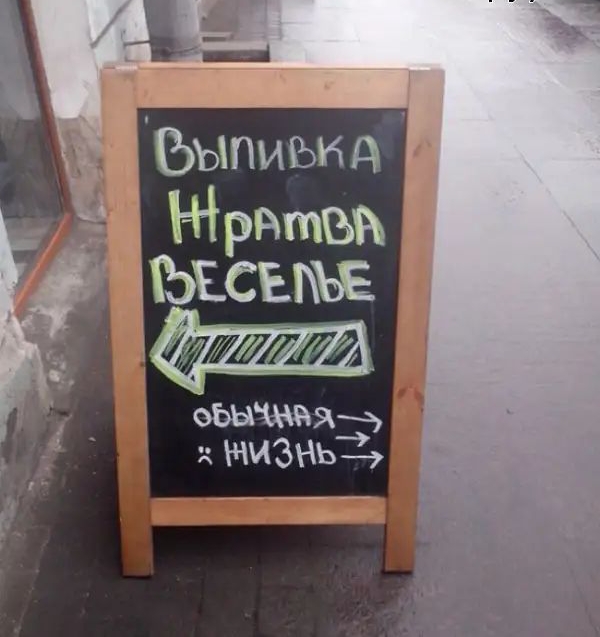 Выпивка
Жратва
Веселье
обычная
жизнь